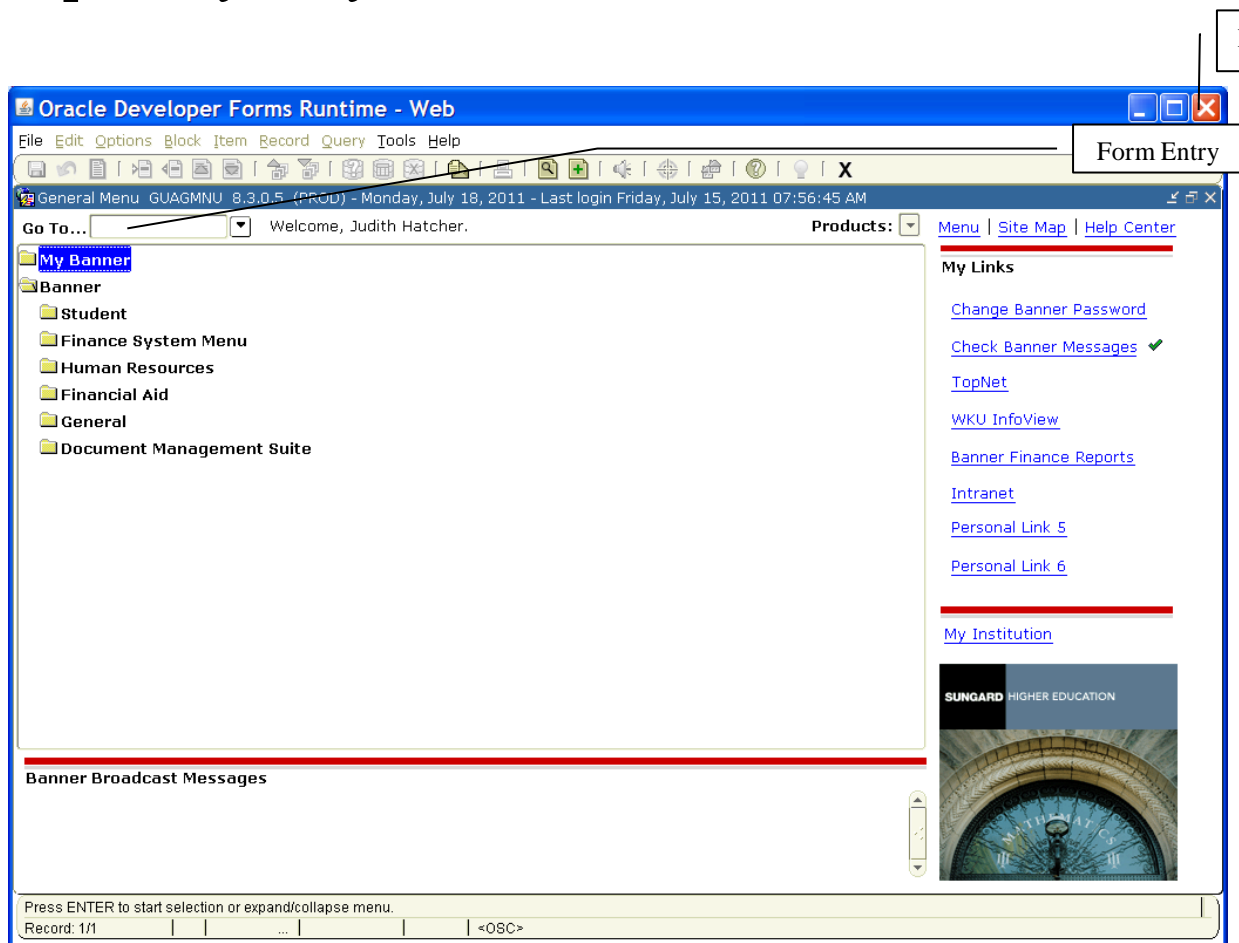 Oracle Developer Forms Runtime - Web
File Edit Options Block Item Record Query Tools Help
Form Entry
X
General Menu GUAGMNU 8.3.0.5 (PROD) - Monday, July 18, 2011 - Last login Friday, July 15, 2011 07:56:45 AM
Go To... Welcome, Judith Hatcher. Products: Menu | Site Map | Help Center
My Banner
Banner
Student
Finance System Menu
Human Resources
Financial Aid
General
Document Management Suite
My Links
Change Banner Password
Check Banner Messages
TopNet
WKU InfoView
Banner Finance Reports
Intranet
Personal Link 5
Personal Link 6
My Institution
SUNGARD HIGHER EDUCATION
MATHEMATICS
Banner Broadcast Messages
Press ENTER to start selection or expand/collapse menu.
Record: 1/1 ... <OSC>